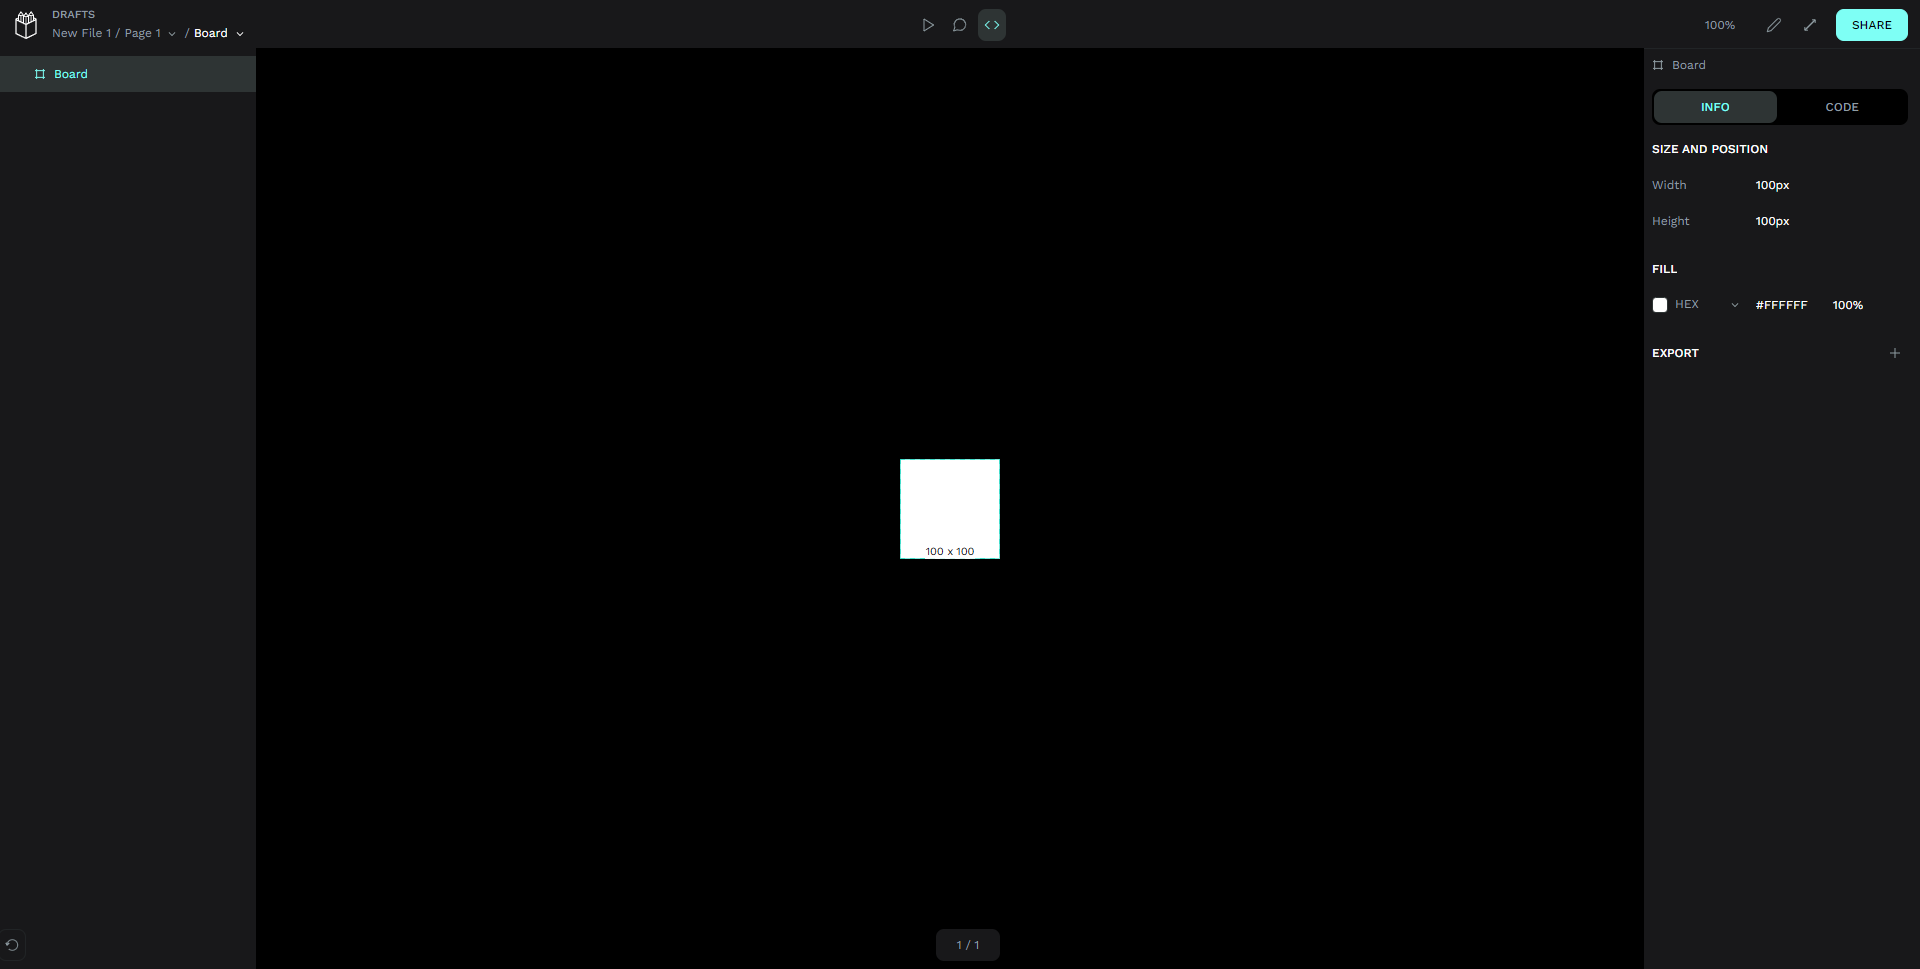 DRAFTS
New File 1 / Page 1 / Board
100%
SHARE
Board
Board
INFO CODE
SIZE AND POSITION
Width 100px
Height 100px
FILL
HEX #FFFFFF 100%
EXPORT
100 x 100
1 / 1